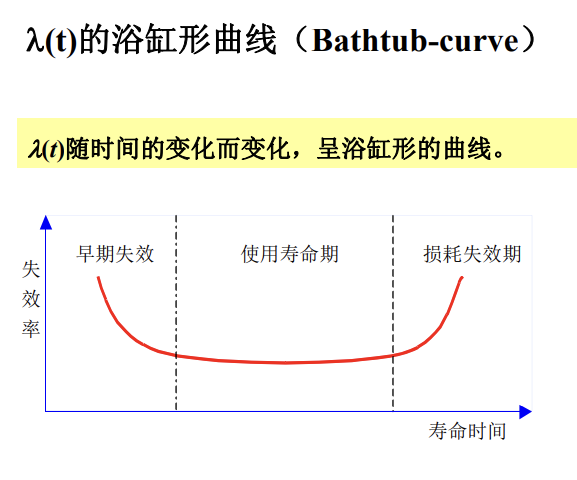 λ(t)的浴缸形曲线（Bathtub-curve）
λ(t)随时间的变化而变化，呈浴缸形的曲线。
早期失效
使用寿命期
损耗失效期
失效率
寿命时间